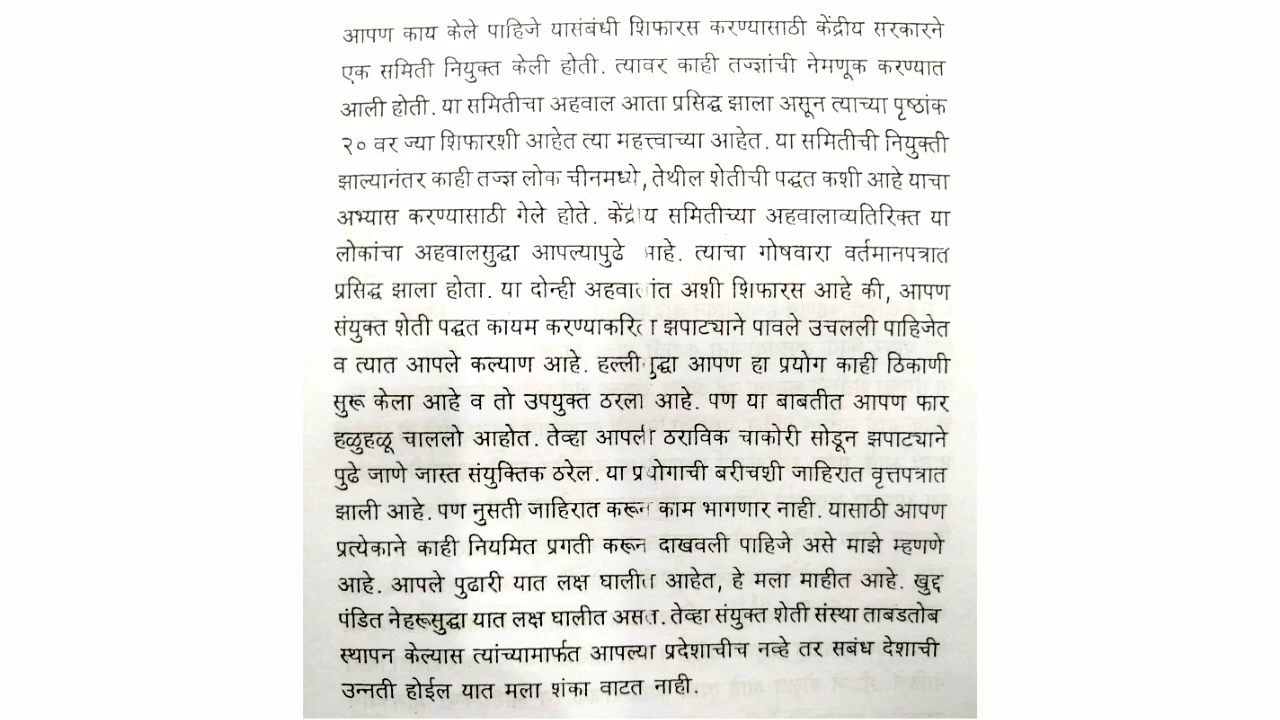 आपण काय केले पाहिजे यासंबंधी शिफारस करण्यासाठी केंद्रीय सरकारने
एक समिती नियुक्त केली होती. त्यावर काही तज्ज्ञांची नेमणूक करण्यात
आली होती. या समितीचा अहवाल आता प्रसिद्ध झाला असून त्याच्या पृष्ठांक
२० वर ज्या शिफारशी आहेत त्या महत्त्वाच्या आहेत. या समितीची नियुक्ती
झाल्यानंतर काही तज्ज्ञ लोक चीनमध्ये, तेथील शेतीची पद्धत कशी आहे याचा
अभ्यास करण्यासाठी गेले होते. केंद्रीय समितीच्या अहवालाव्यतिरिक्त या
लोकांचा अहवालसुद्धा आपल्यापुढे आहे. त्याचा गोषवारा वर्तमानपत्रात
प्रसिद्ध झाला होता. या दोन्ही अहवालांत अशी शिफारस आहे की, आपण
संयुक्त शेती पद्धत कायम करण्याकरिता झपाट्याने पावले उचलली पाहिजेत
व त्यात आपले कल्याण आहे. हल्लीसुद्धा आपण हा प्रयोग काही ठिकाणी
सुरू केला आहे व तो उपयुक्त ठरला आहे. पण या बाबतीत आपण फार
हळुहळू चाललो आहोत. तेव्हा आपली ठराविक चाकोरी सोडून झपाट्याने
पुढे जाणे जास्त संयुक्तिक ठरेल. या प्रयोगाची बरीचशी जाहिरात वृत्तपत्रात
झाली आहे. पण नुसती जाहिरात करून काम भागणार नाही. यासाठी आपण
प्रत्येकाने काही नियमित प्रगती करून दाखवली पाहिजे असे माझे म्हणणे
आहे. आपले पुढारी यात लक्ष घालीत आहेत, हे मला माहीत आहे. खुद्द
पंडित नेहरूसुद्धा यात लक्ष घालीत असतात. तेव्हा संयुक्त शेती संस्था ताबडतोब
स्थापन केल्यास त्यांच्यामार्फत आपल्या प्रदेशाचीच नव्हे तर सबंध देशाची
उन्नती होईल यात मला शंका वाटत नाही.